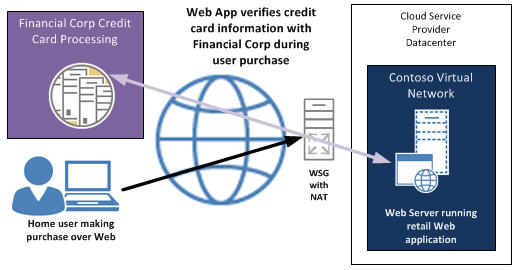 Financial Corp Credit
Card Processing
Web App verifies credit
card information with
Financial Corp during
user purchase
Cloud Service
Provider
Datacenter
Contoso Virtual
Network
WSG
with
NAT
Home user making
purchase over Web
Web Server running
retail Web
application